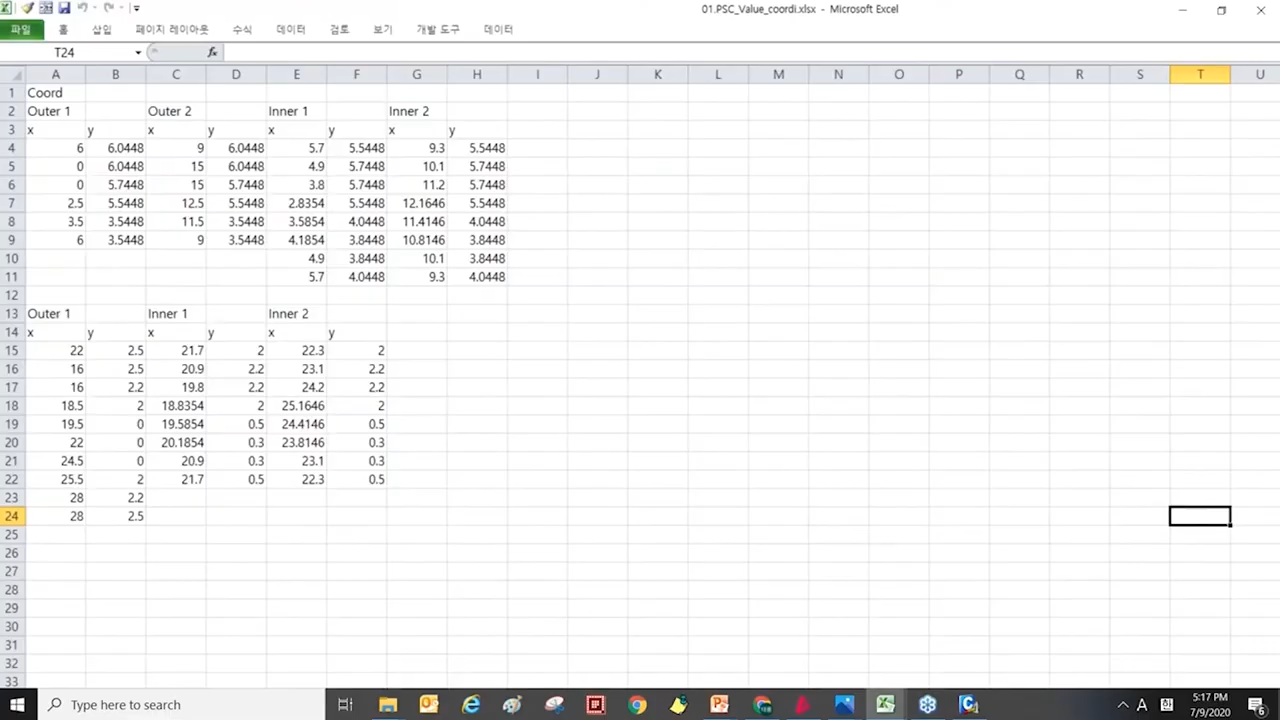 01.PSC_Value_coordi.xlsx - Microsoft Excel
파일 홈 삽입 페이지 레이아웃 수식 데이터 검토 보기 개발 도구 데이터
T24 fx
A B C D E F G H I J K L M N O P Q R S T U
1 Coord
2 Outer 1 Outer 2 Inner 1 Inner 2
3 x y x y x y x y
4 6 6.0448 9 6.0448 5.7 5.5448 9.3 5.5448
5 0 6.0448 15 6.0448 4.9 5.7448 10.1 5.7448
6 0 5.7448 15 5.7448 3.8 5.7448 11.2 5.7448
7 2.5 5.5448 12.5 5.5448 2.8354 5.5448 12.1646 5.5448
8 3.5 3.5448 11.5 3.5448 3.5854 4.0448 11.4146 4.0448
9 6 3.5448 9 3.5448 4.1854 3.8448 10.8146 3.8448
10 4.9 3.8448 10.1 3.8448
11 5.7 4.0448 9.3 4.0448
12
13 Outer 1 Inner 1 Inner 2
14 x y x y x y
15 22 2.5 21.7 2 22.3 2
16 16 2.5 20.9 2.2 23.1 2.2
17 16 2.2 19.8 2.2 24.2 2.2
18 18.5 2 18.8354 2 25.1646 2
19 19.5 0 19.5854 0.5 24.4146 0.5
20 22 0 20.1854 0.3 23.8146 0.3
21 24.5 0 20.9 0.3 23.1 0.3
22 25.5 2 21.7 0.5 22.3 0.5
23 28 2.2
24 28 2.5
25
26
27
28
29
30
31
32
33
Type here to search
A
5:17 PM
7/9/2020
6